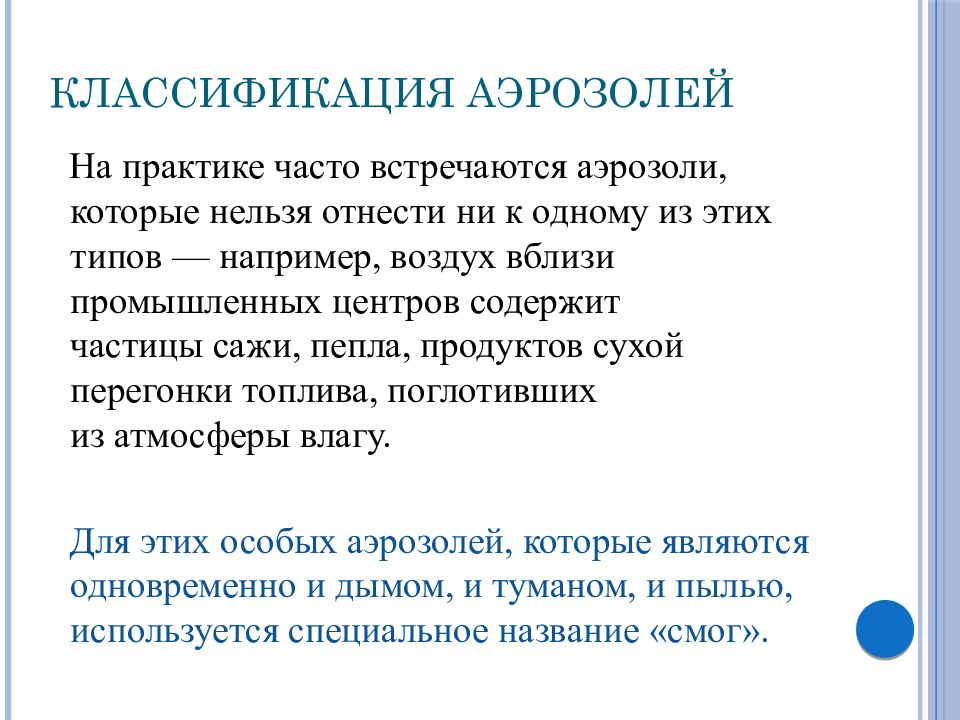 КЛАССИФИКАЦИЯ АЭРОЗОЛЕЙ
На практике часто встречаются аэрозоли,
которые нельзя отнести ни к одному из этих
типов — например, воздух вблизи
промышленных центров содержит
частицы сажи, пепла, продуктов сухой
перегонки топлива, поглотивших
из атмосферы влагу.
Для этих особых аэрозолей, которые являются
одновременно и дымом, и туманом, и пылью,
используется специальное название «смог».